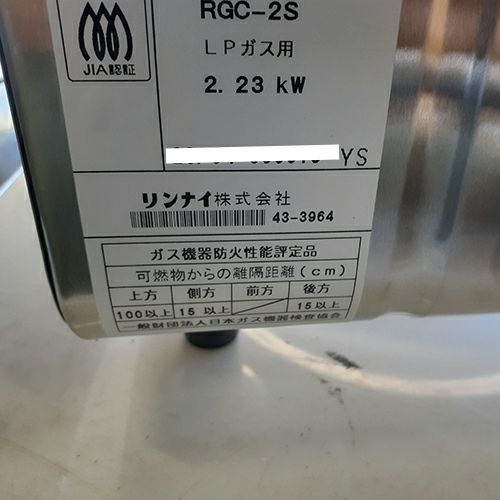 RGC-2S
JIA認証
LPガス用
2.23 kW
YS
リンナイ株式会社
43-3964
ガス機器防火性能評定品
可燃物からの離隔距離(cm)
上方 側方 前方 後方
100以上 15以上 15以上
一般財団法人日本ガス機器検査協会